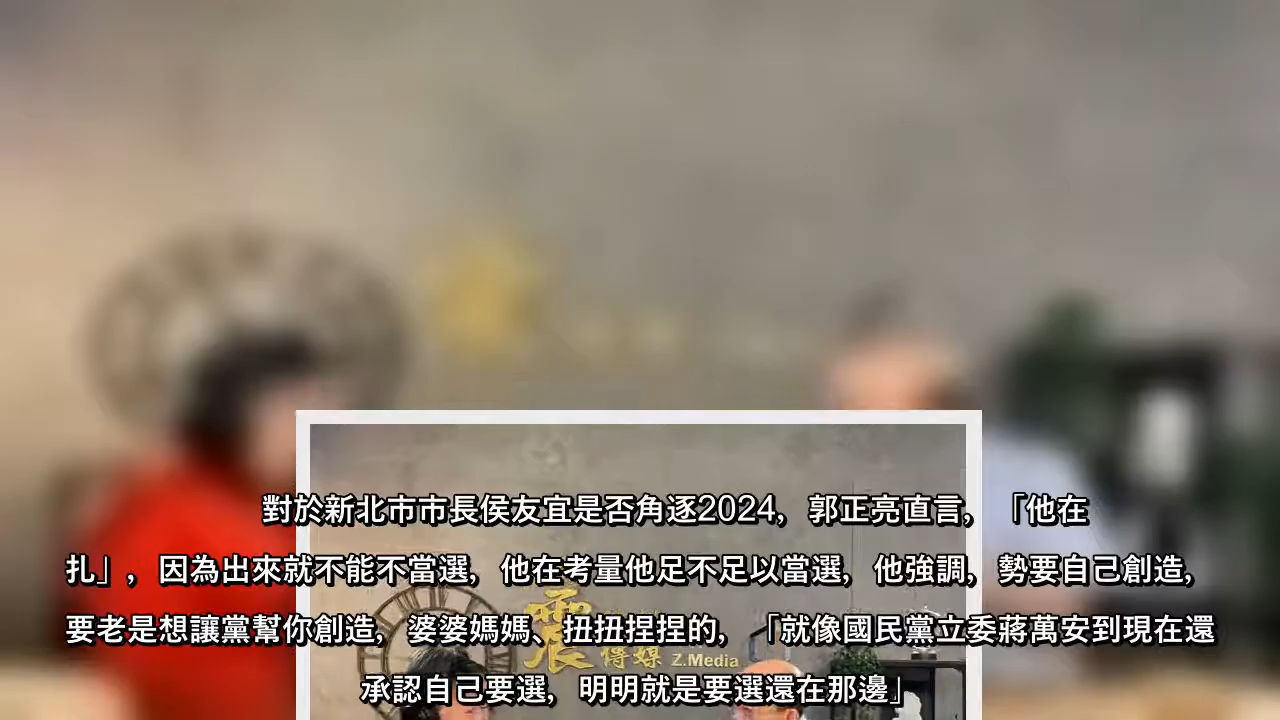 對於新北市市長侯友宜是否角逐2024，郭正亮直言，「他在
扎」，因為出來就不能不當選，他在考量他足不足以當選，他強調，勢要自己創造，
要老是想讓黨幫你創造，婆婆媽媽、扭扭捏捏的，「就像國民黨立委蔣萬安到現在還
承認自己要選，明明就是要選還在那邊」
震傳媒 Z.Media